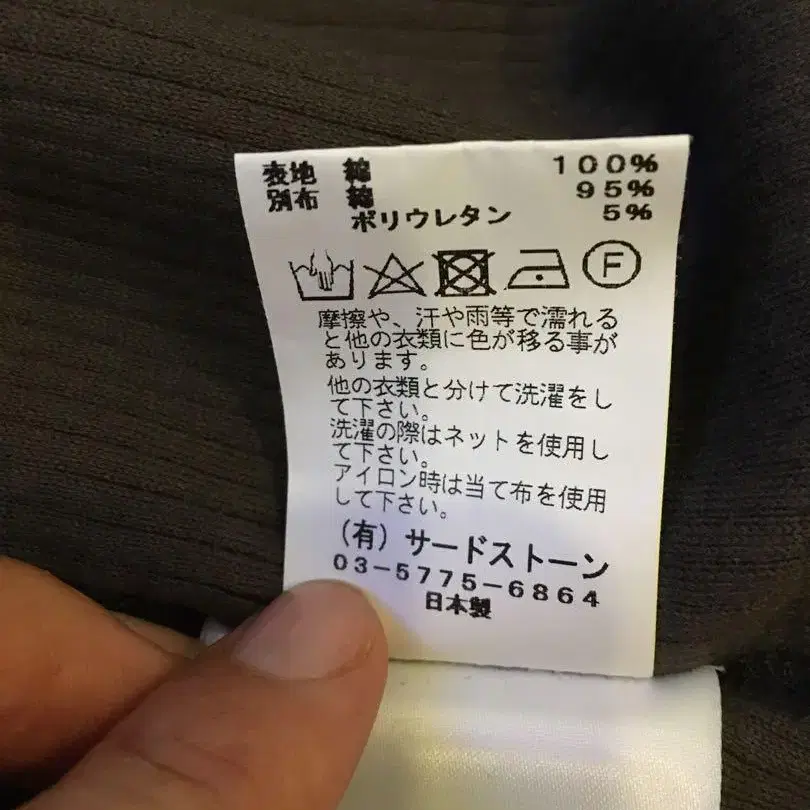 表地 綿 100%
別布 綿 95%
ポリウレタン 5%
F
摩擦や、汗や雨等で濡れる
と他の衣類に色が移る事が
あります。
他の衣類と分けて洗濯をし
て下さい。
洗濯の際はネットを使用し
て下さい。
アイロン時は当て布を使用
して下さい。
(有)サードストーン
03-5775-6864
日本製